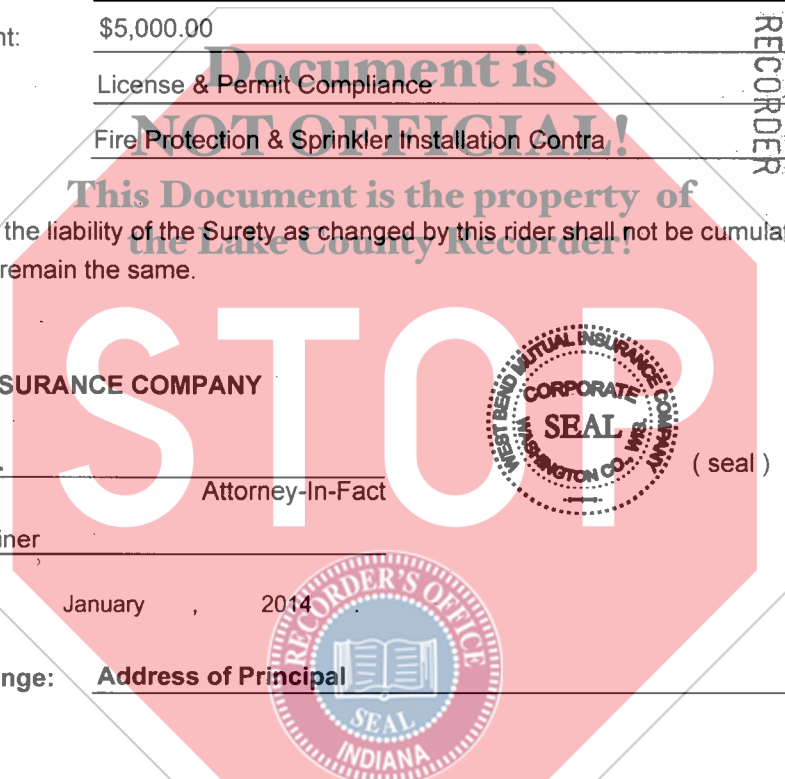 nt: $5,000.00
RECORDER
Document is
License & Permit Compliance
NOT OFFICIAL!
Fire Protection & Sprinkler Installation Contra
This Document is the property of
the liability of the Surety as changed by this rider shall not be cumula
the Lake County Recorder!
remain the same.
STOP
SURANCE COMPANY
WEST BEND MUTUAL INSURANCE COMPANY
CORPORATE
SEAL
WASHINGTON CO. WIS.
( seal )
Attorney-In-Fact
iner
January , 2014 .
RECORDER'S OFFICE
nge: Address of Principal
SEAL
INDIANA